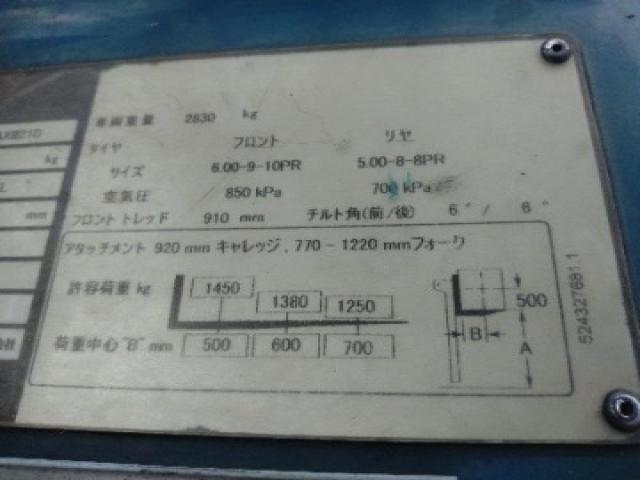 車両重量 2830 kg
タイヤ フロント リヤ
サイズ 6.00-9-10PR 5.00-8-8PR
空気圧 850 kPa 700 kPa
フロント トレッド 910 mm チルト角(前/後) 6°/ 6°
アタッチメント 920 mm キャレッジ, 770 - 1220 mmフォーク
許容荷重 kg 1450 1380 1250
荷重中心 "B" mm 500 600 700
500
B
A
524327681.1
kg
mm